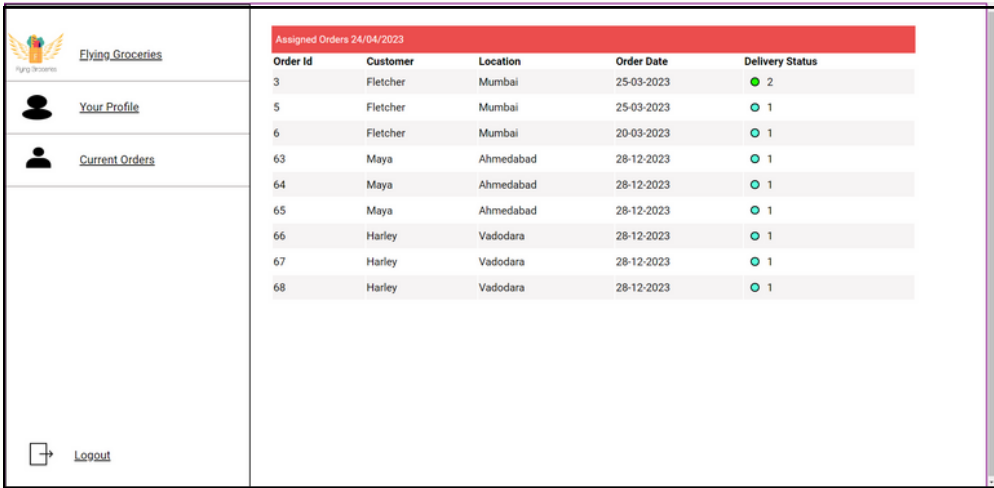 Flying Groceries
Flying Groceries
Your Profile
Current Orders
Logout
Assigned Orders 24/04/2023
Order Id Customer Location Order Date Delivery Status
3 Fletcher Mumbai 25-03-2023 2
5 Fletcher Mumbai 25-03-2023 1
6 Fletcher Mumbai 20-03-2023 1
63 Maya Ahmedabad 28-12-2023 1
64 Maya Ahmedabad 28-12-2023 1
65 Maya Ahmedabad 28-12-2023 1
66 Harley Vadodara 28-12-2023 1
67 Harley Vadodara 28-12-2023 1
68 Harley Vadodara 28-12-2023 1